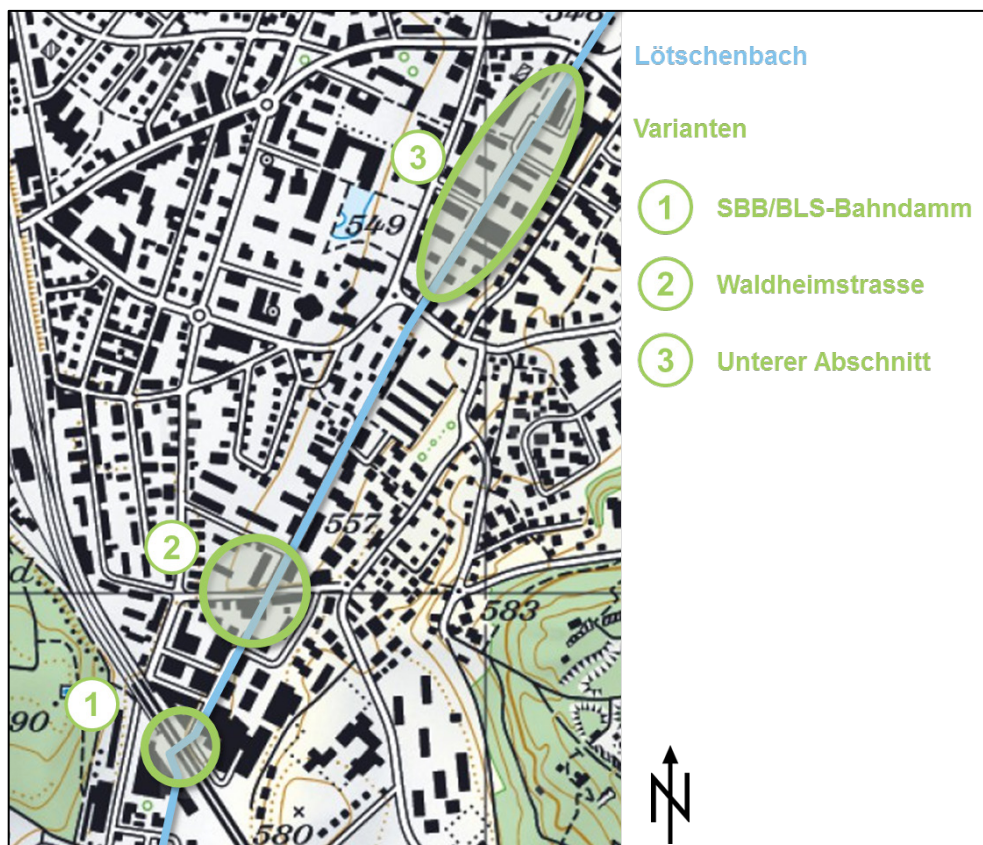 548
Lötschenbach
Varianten
3
1 SBB/BLS-Bahndamm
549
2 Waldheimstrasse
3 Unterer Abschnitt
557
2
d
583
1
90
580
N